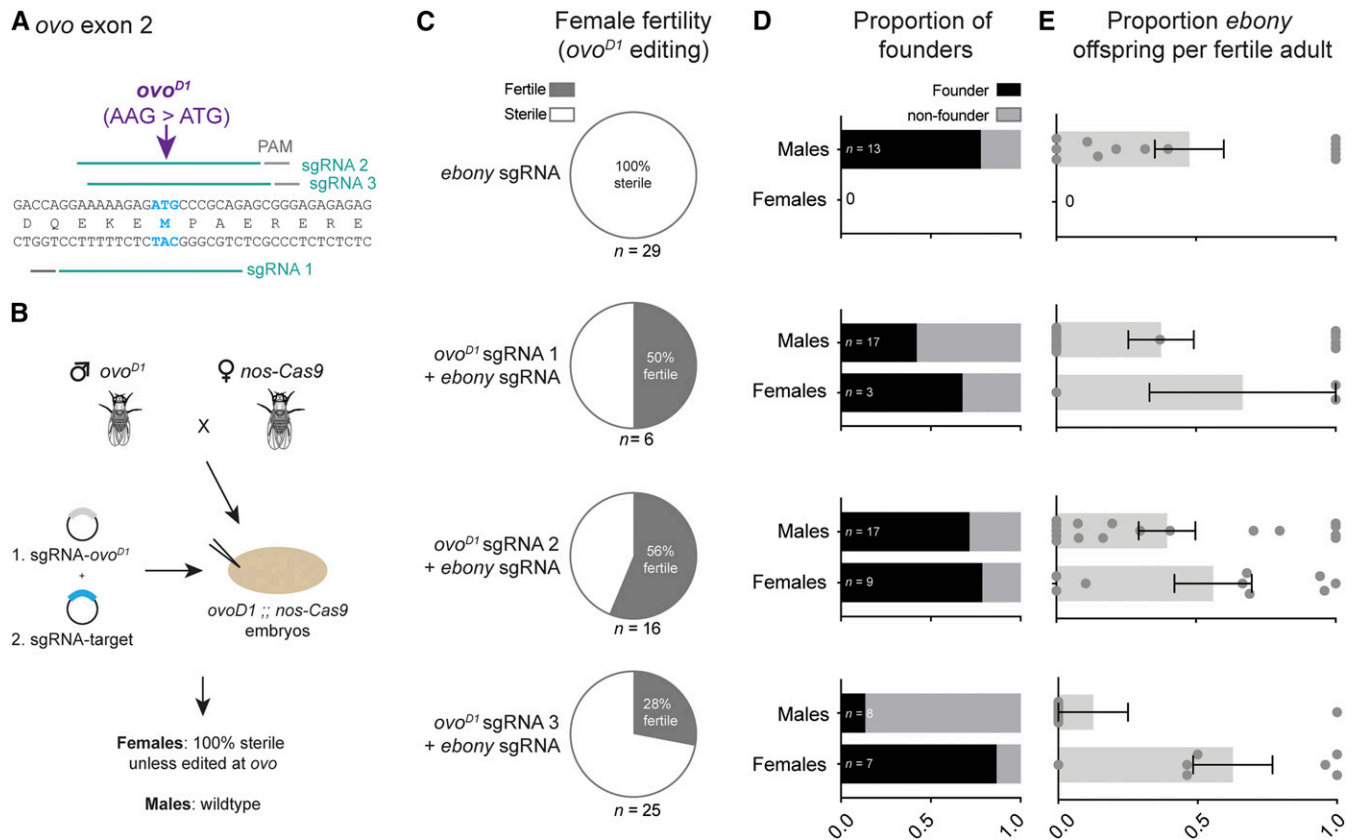 A ovo exon 2
ovoD1
(AAG > ATG)
PAM
sgRNA 2
sgRNA 3
GACCAGGAAAAAGAGATGCCCGCAGAGCGGGAGAGAGAG
D Q E K E M P A E R E R E
CTGGTCCTTTTTCTCTACGGGCGTCTCGCCCTCTCTCTC
sgRNA 1
B
♂ ovoD1
♀ nos-Cas9
X
1. sgRNA-ovoD1
+
2. sgRNA-target
ovoD1 ;; nos-Cas9
embryos
Females: 100% sterile
unless edited at ovo
Males: wildtype
C Female fertility
(ovoD1 editing)
Fertile
Sterile
ebony sgRNA
100%
sterile
n = 29
ovoD1 sgRNA 1
+ ebony sgRNA
50%
fertile
n= 6
ovoD1 sgRNA 2
+ ebony sgRNA
56%
fertile
n = 16
ovoD1 sgRNA 3
+ ebony sgRNA
28%
fertile
n = 25
D Proportion of
founders
Founder
non-founder
Males
n = 13
Females
0
Males
n = 17
Females
n = 3
Males
n = 17
Females
n = 9
Males
n = 8
Females
n = 7
0.0 0.5 1.0
E Proportion ebony
offspring per fertile adult
0
0.0 0.5 1.0